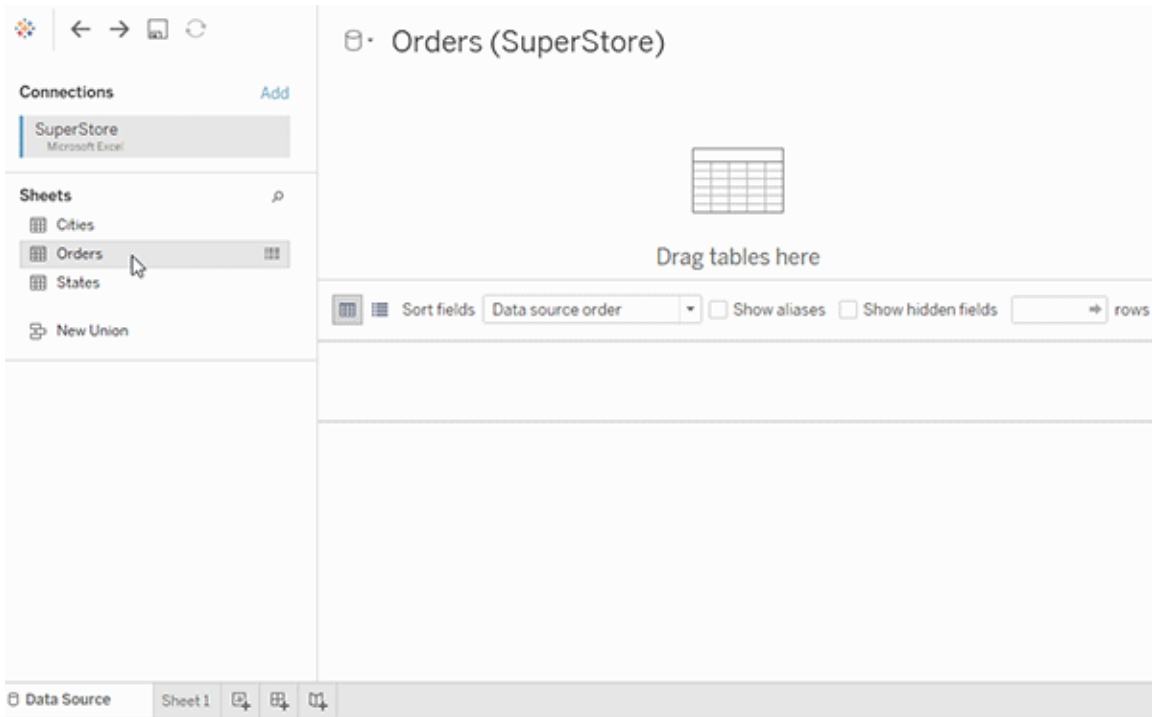 Orders (SuperStore)
Connections
Add
SuperStore
Microsoft Excel
Sheets
Cities
Orders
States
New Union
Drag tables here
Sort fields Data source order Show aliases Show hidden fields rows
Data Source Sheet 1